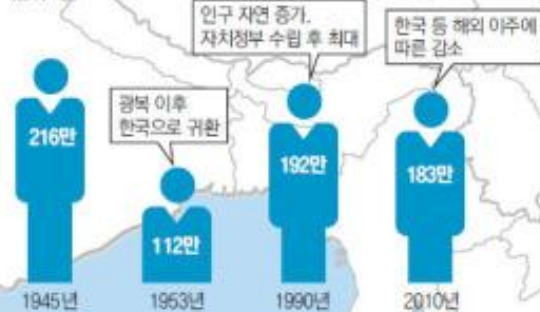 인구 자연 증가.
자치정부 수립 후 최대
한국 등 해외 이주에
따른 감소
광복 이후
한국으로 귀환
216만
112만
192만
183만
1945년
1953년
1990년
2010년